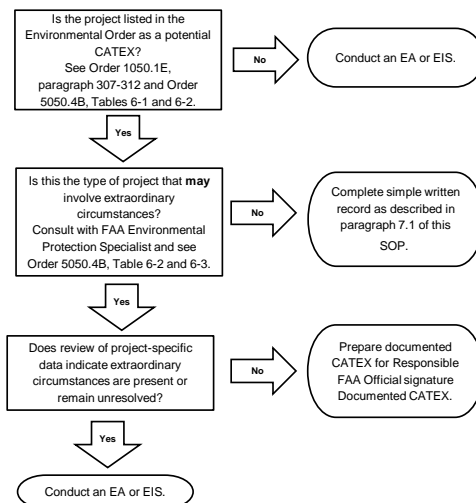 Is the project listed in the
Environmental Order as a potential
CATEX?
See Order 1050.1E,
paragraph 307-312 and Order
5050.4B, Tables 6-1 and 6-2.
No
Conduct an EA or EIS.
Yes
Is this the type of project that may
involve extraordinary
circumstances?
Consult with FAA Environmental
Protection Specialist and see
Order 5050.4B, Table 6-2 and 6-3.
No
Complete simple written
record as described in
paragraph 7.1 of this
SOP.
Yes
Does review of project-specific
data indicate extraordinary
circumstances are present or
remain unresolved?
No
Prepare documented
CATEX for Responsible
FAA Official signature
Documented CATEX.
Yes
Conduct an EA or EIS.